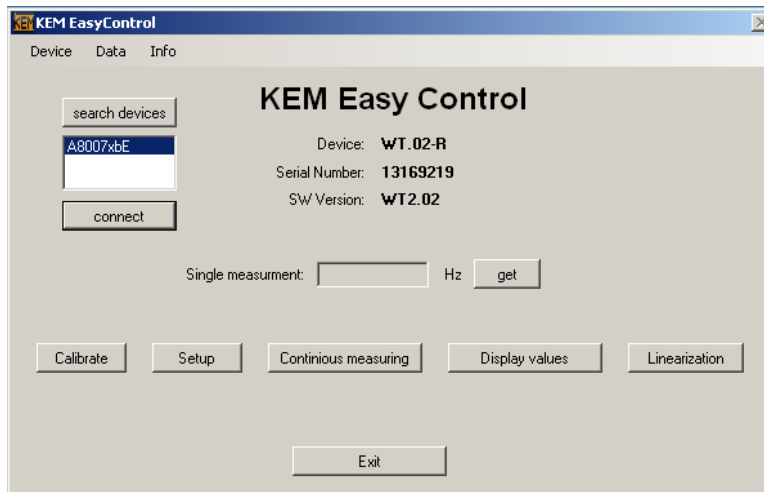 KEM KEM EasyControl
Device Data Info
search devices
KEM Easy Control
A8007xbE
Device: WT.02-R
Serial Number: 13169219
SW Version: WT2.02
connect
Single measurment: Hz get
Calibrate Setup Continious measuring Display values Linearization
Exit